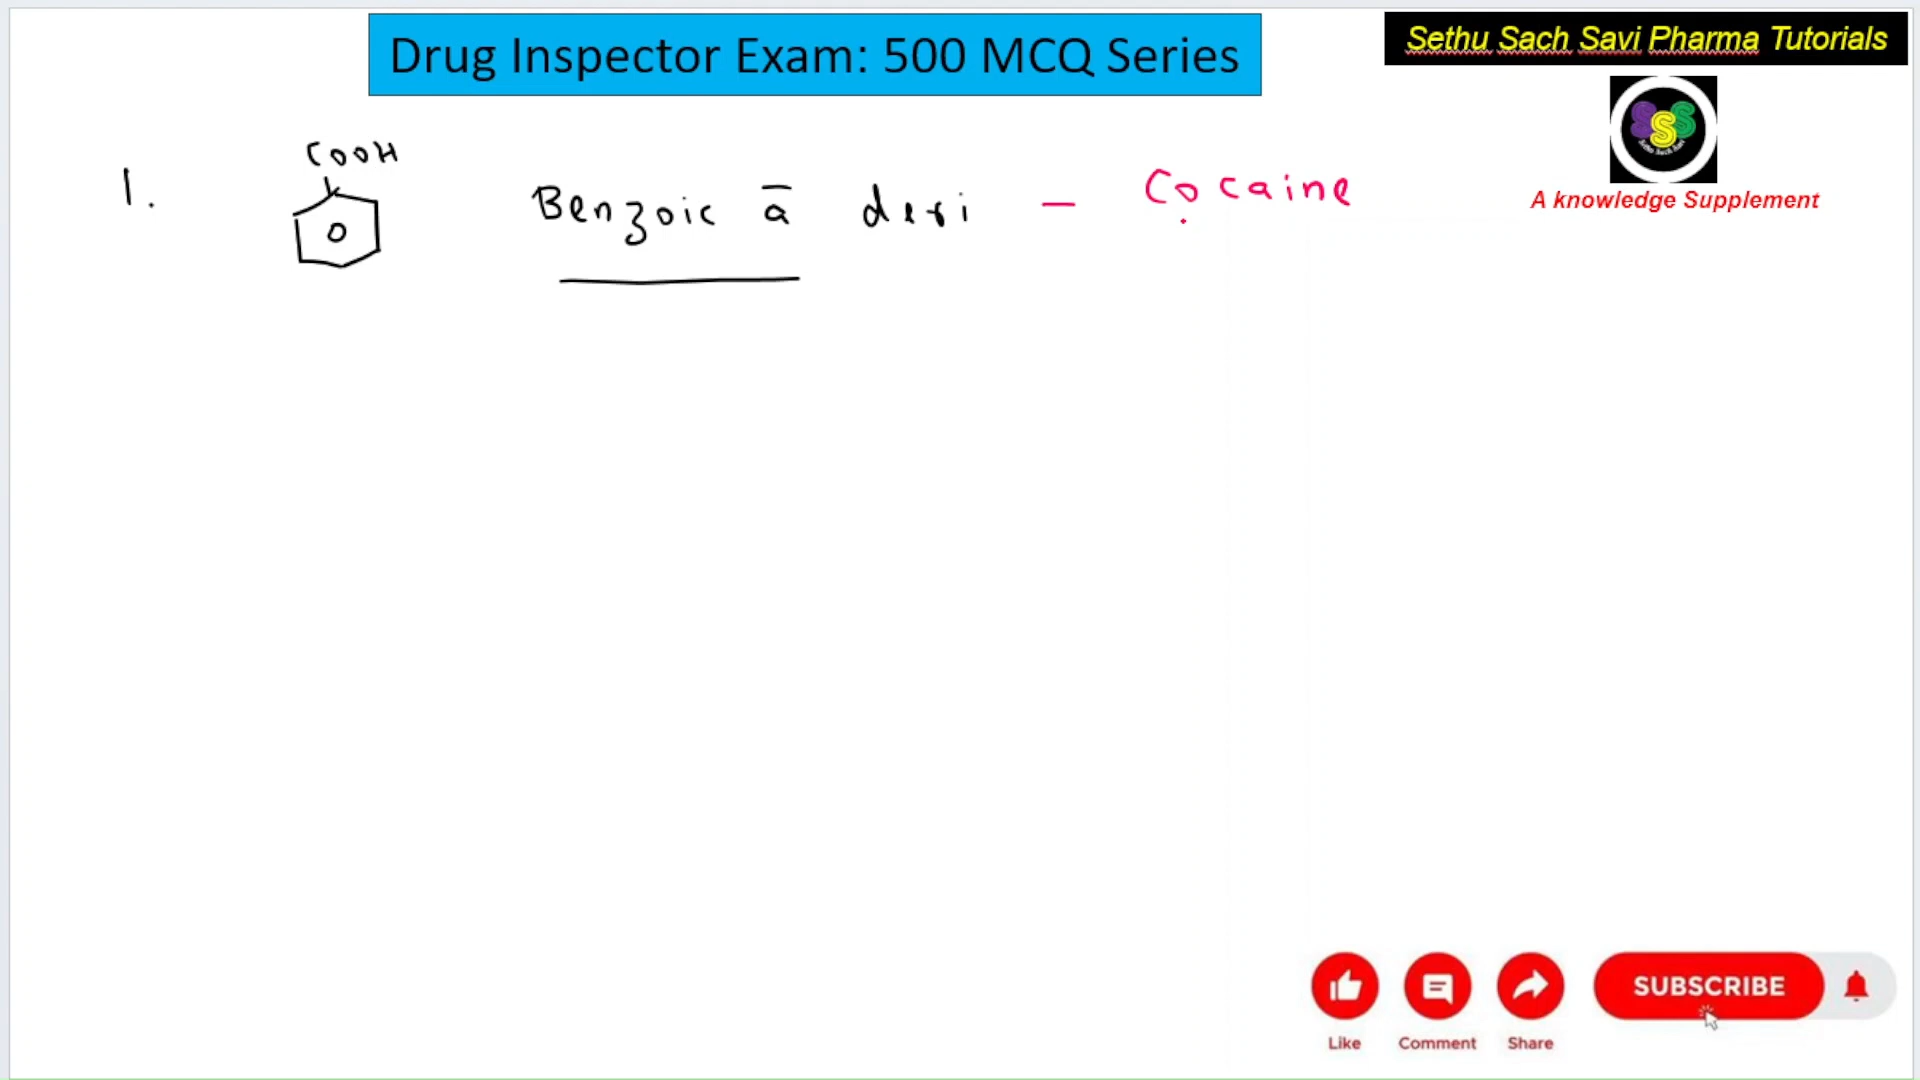 Drug Inspector Exam: 500 MCQ Series
Sethu Sach Savi Pharma Tutorials
SSS
A knowledge Supplement
COOH
1. Benzoic ā deri – Cocaine
SUBSCRIBE
Like Comment Share